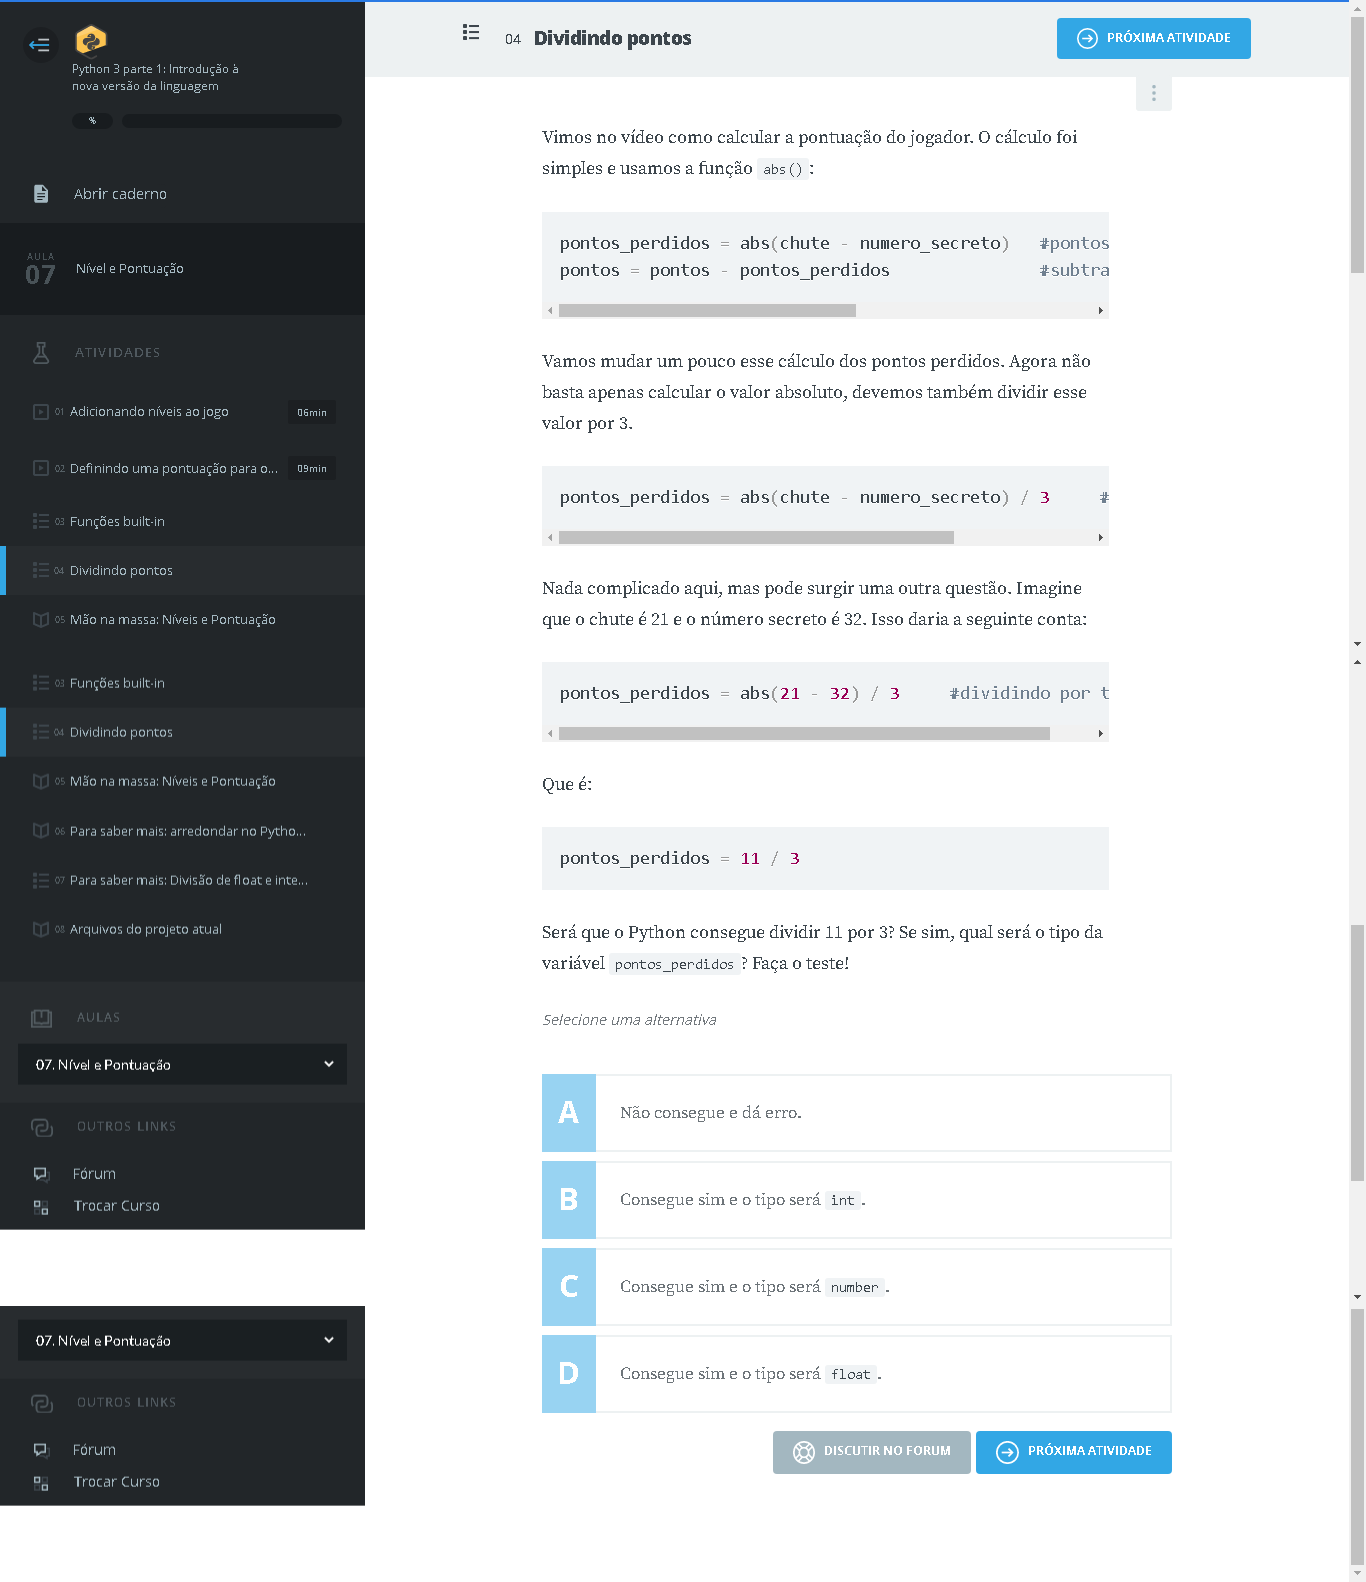 Python 3 parte 1: Introdução à
nova versão da linguagem
%
Abrir caderno
AULA
07
Nível e Pontuação
ATIVIDADES
01 Adicionando níveis ao jogo 06min
02 Definindo uma pontuação para o... 09min
03 Funções built-in
04 Dividindo pontos
05 Mão na massa: Níveis e Pontuação
03 Funções built-in
04 Dividindo pontos
05 Mão na massa: Níveis e Pontuação
06 Para saber mais: arredondar no Pytho...
07 Para saber mais: Divisão de float e inte...
08 Arquivos do projeto atual
AULAS
07. Nível e Pontuação
OUTROS LINKS
Fórum
Trocar Curso
07. Nível e Pontuação
OUTROS LINKS
Fórum
Trocar Curso
04 Dividindo pontos
PRÓXIMA ATIVIDADE
Vimos no vídeo como calcular a pontuação do jogador. O cálculo foi
simples e usamos a função abs():
pontos_perdidos = abs(chute - numero_secreto) #pontos
pontos = pontos - pontos_perdidos #subtra
Vamos mudar um pouco esse cálculo dos pontos perdidos. Agora não
basta apenas calcular o valor absoluto, devemos também dividir esse
valor por 3.
pontos_perdidos = abs(chute - numero_secreto) / 3 #
Nada complicado aqui, mas pode surgir uma outra questão. Imagine
que o chute é 21 e o número secreto é 32. Isso daria a seguinte conta:
pontos_perdidos = abs(21 - 32) / 3 #dividindo por t
Que é:
pontos_perdidos = 11 / 3
Será que o Python consegue dividir 11 por 3? Se sim, qual será o tipo da
variável pontos_perdidos? Faça o teste!
Selecione uma alternativa
A Não consegue e dá erro.
B Consegue sim e o tipo será int.
C Consegue sim e o tipo será number.
D Consegue sim e o tipo será float.
DISCUTIR NO FORUM
PRÓXIMA ATIVIDADE